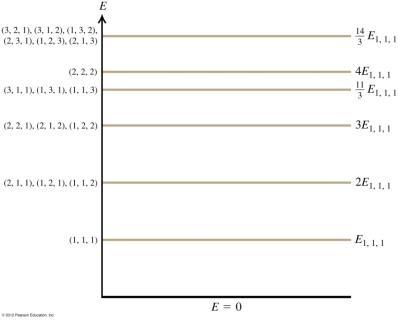 E
(3, 2, 1), (3, 1, 2), (1, 3, 2),
(2, 3, 1), (1, 2, 3), (2, 1, 3)
14/3 E1, 1, 1
(2, 2, 2)
4E1, 1, 1
(3, 1, 1), (1, 3, 1), (1, 1, 3)
11/3 E1, 1, 1
(2, 2, 1), (2, 1, 2), (1, 2, 2)
3E1, 1, 1
(2, 1, 1), (1, 2, 1), (1, 1, 2)
2E1, 1, 1
(1, 1, 1)
E1, 1, 1
E = 0
© 2012 Pearson Education, Inc.